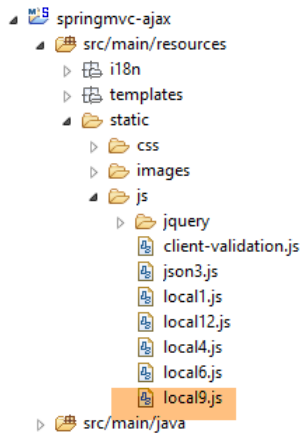 springmvc-ajax
src/main/resources
i18n
templates
static
css
images
js
jquery
client-validation.js
json3.js
local1.js
local12.js
local4.js
local6.js
local9.js
src/main/java